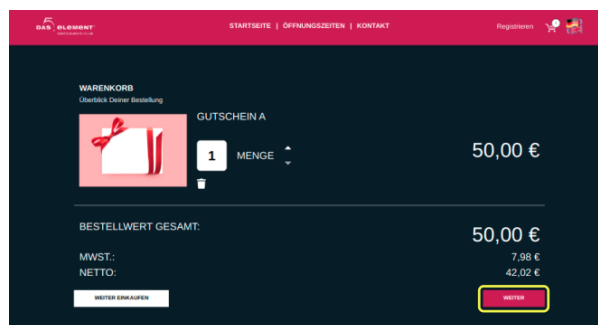 DAS 5 ELEMENT
STARTSEITE | ÖFFNUNGSZEITEN | KONTAKT
Registrieren
WARENKORB
Überblick Deiner Bestellung
GUTSCHEIN A
1 MENGE
50,00 €
BESTELLWERT GESAMT:
50,00 €
MWST.:
7,98 €
NETTO:
42,02 €
WEITER EINKAUFEN
WEITER